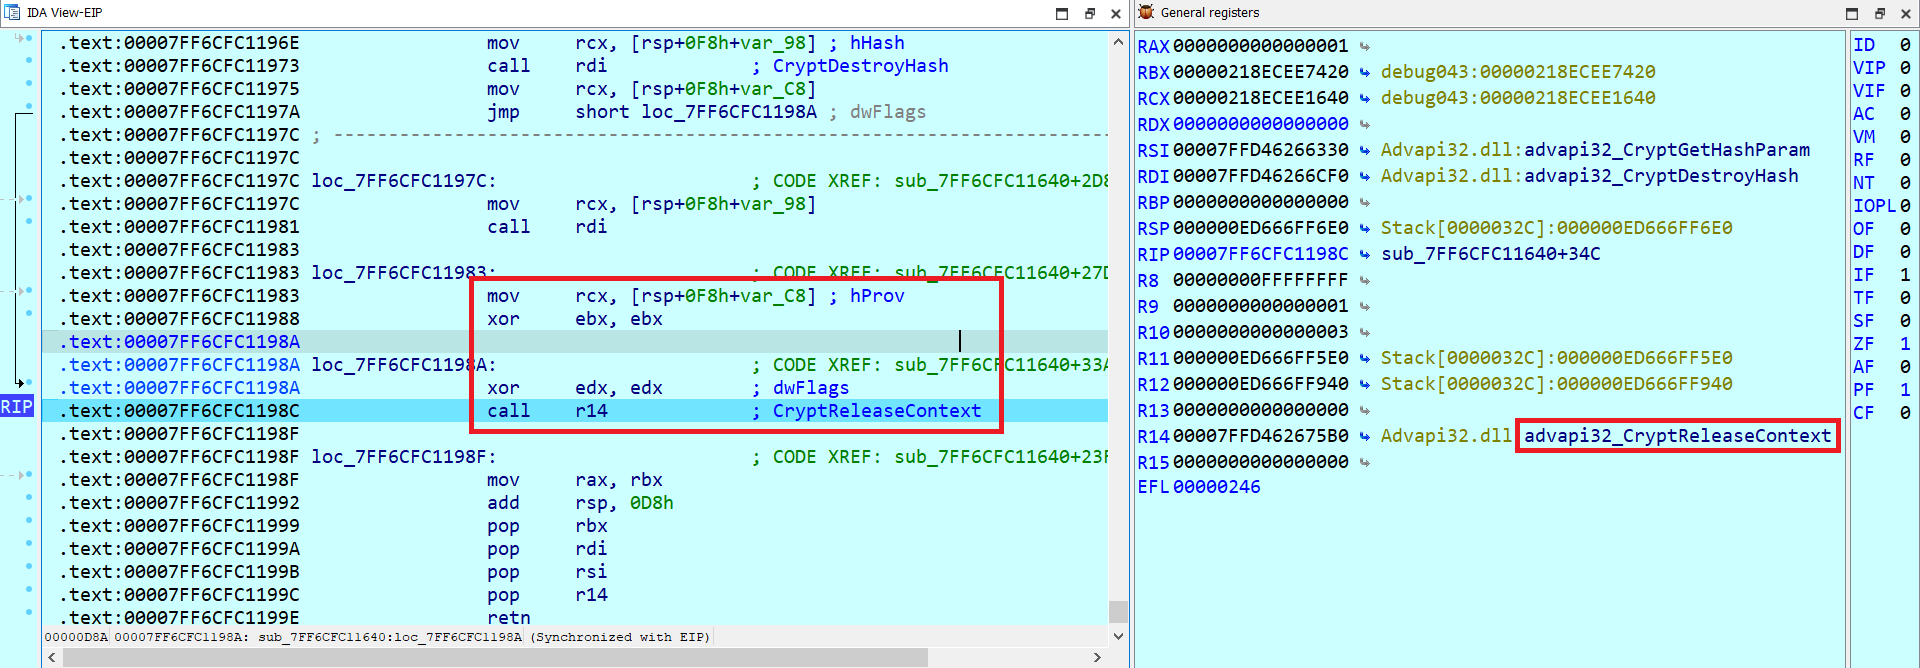 IDA View-EIP
.text:00007FF6CFC1196E mov rcx, [rsp+0F8h+var_98] ; hHash
.text:00007FF6CFC11973 call rdi ; CryptDestroyHash
.text:00007FF6CFC11975 mov rcx, [rsp+0F8h+var_C8]
.text:00007FF6CFC1197A jmp short loc_7FF6CFC1198A ; dwFlags
.text:00007FF6CFC1197C ; ------------------------------------------------------------------------
.text:00007FF6CFC1197C
.text:00007FF6CFC1197C loc_7FF6CFC1197C: ; CODE XREF: sub_7FF6CFC11640+2D8
.text:00007FF6CFC1197C mov rcx, [rsp+0F8h+var_98]
.text:00007FF6CFC11981 call rdi
.text:00007FF6CFC11983
.text:00007FF6CFC11983 loc_7FF6CFC11983: ; CODE XREF: sub_7FF6CFC11640+27D
.text:00007FF6CFC11983 mov rcx, [rsp+0F8h+var_C8] ; hProv
.text:00007FF6CFC11988 xor ebx, ebx
.text:00007FF6CFC1198A
.text:00007FF6CFC1198A loc_7FF6CFC1198A: ; CODE XREF: sub_7FF6CFC11640+33A
.text:00007FF6CFC1198A xor edx, edx ; dwFlags
RIP .text:00007FF6CFC1198C call r14 ; CryptReleaseContext
.text:00007FF6CFC1198F
.text:00007FF6CFC1198F loc_7FF6CFC1198F: ; CODE XREF: sub_7FF6CFC11640+23F
.text:00007FF6CFC1198F mov rax, rbx
.text:00007FF6CFC11992 add rsp, 0D8h
.text:00007FF6CFC11999 pop rbx
.text:00007FF6CFC1199A pop rdi
.text:00007FF6CFC1199B pop rsi
.text:00007FF6CFC1199C pop r14
.text:00007FF6CFC1199E retn
00000D8A 00007FF6CFC1198A: sub_7FF6CFC11640:loc_7FF6CFC1198A (Synchronized with EIP)
General registers
RAX 0000000000000001
RBX 00000218ECEE7420 debug043:00000218ECEE7420
RCX 00000218ECEE1640 debug043:00000218ECEE1640
RDX 0000000000000000
RSI 00007FFD46266330 Advapi32.dll:advapi32_CryptGetHashParam
RDI 00007FFD46266CF0 Advapi32.dll:advapi32_CryptDestroyHash
RBP 0000000000000000
RSP 000000ED666FF6E0 Stack[0000032C]:000000ED666FF6E0
RIP 00007FF6CFC1198C sub_7FF6CFC11640+34C
R8 00000000FFFFFFFF
R9 0000000000000001
R10 0000000000000003
R11 000000ED666FF5E0 Stack[0000032C]:000000ED666FF5E0
R12 000000ED666FF940 Stack[0000032C]:000000ED666FF940
R13 0000000000000000
R14 00007FFD462675B0 Advapi32.dll advapi32_CryptReleaseContext
R15 0000000000000000
EFL 00000246
ID 0
VIP 0
VIF 0
AC 0
VM 0
RF 0
NT 0
IOPL 0
OF 0
DF 0
IF 1
TF 0
SF 0
ZF 1
AF 0
PF 1
CF 0